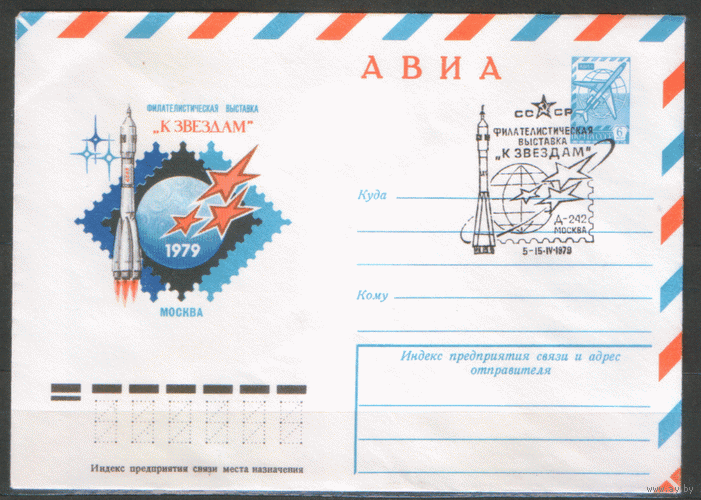 АВИА
ФИЛАТЕЛИСТИЧЕСКАЯ ВЫСТАВКА
„К ЗВЕЗДАМ”
1979
МОСКВА
6
СССР
ФИЛАТЕЛИСТИЧЕСКАЯ
ВЫСТАВКА
„К ЗВЕЗДАМ”
Д-242
МОСКВА
5-15-IV-1979
Куда
Кому
Индекс предприятия связи и адрес
отправителя
Индекс предприятия связи места назначения